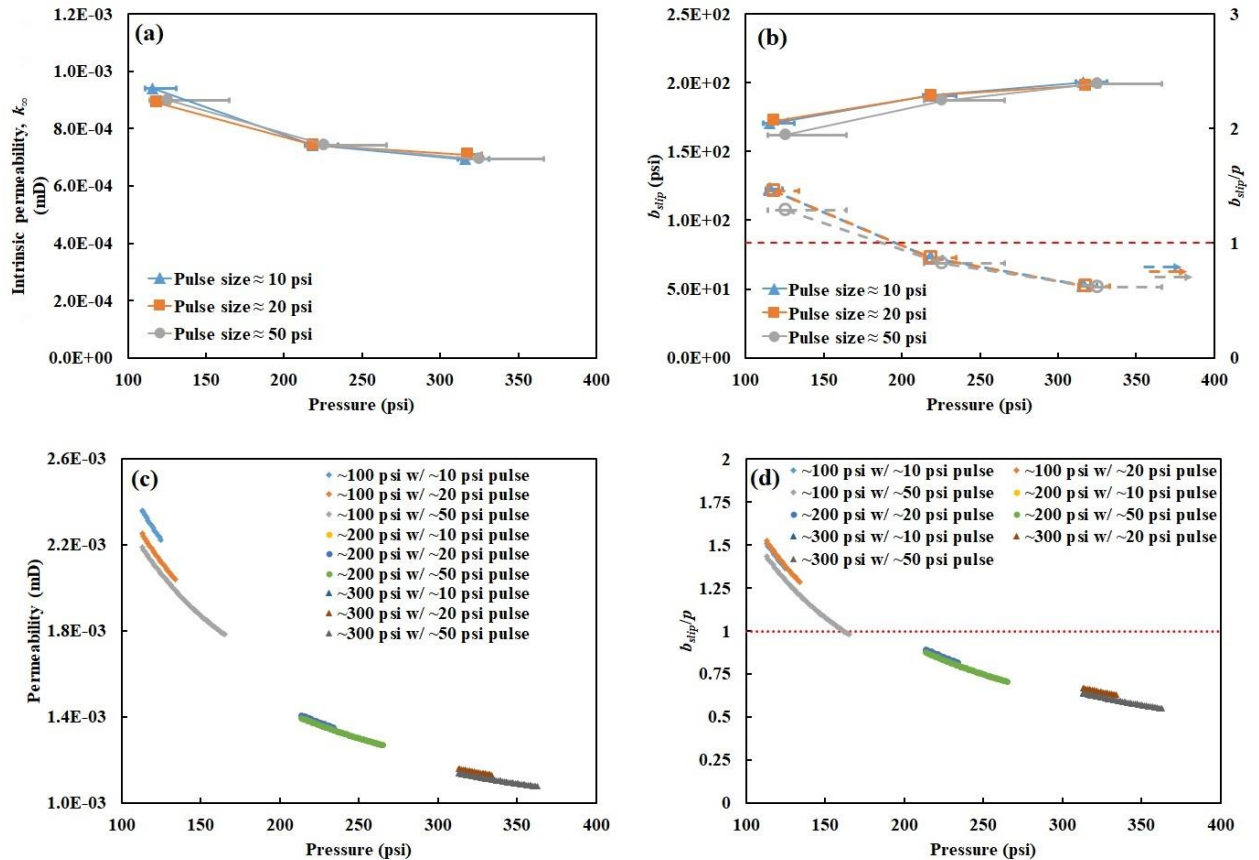 (a)
1.2E-03
1.0E-03
8.0E-04
6.0E-04
4.0E-04
2.0E-04
0.0E+00
Intrinsic permeability, k∞
(mD)
Pulse size ≈ 10 psi
Pulse size ≈ 20 psi
Pulse size ≈ 50 psi
100 150 200 250 300 350 400
Pressure (psi)
(b)
2.5E+02
2.0E+02
1.5E+02
1.0E+02
5.0E+01
0.0E+00
bslip (psi)
3
2
1
0
bslip/p
Pulse size ≈ 10 psi
Pulse size ≈ 20 psi
Pulse size ≈ 50 psi
100 150 200 250 300 350 400
Pressure (psi)
(c)
2.6E-03
2.2E-03
1.8E-03
1.4E-03
1.0E-03
Permeability (mD)
~100 psi w/ ~10 psi pulse
~100 psi w/ ~20 psi pulse
~100 psi w/ ~50 psi pulse
~200 psi w/ ~10 psi pulse
~200 psi w/ ~20 psi pulse
~200 psi w/ ~50 psi pulse
~300 psi w/ ~10 psi pulse
~300 psi w/ ~20 psi pulse
~300 psi w/ ~50 psi pulse
100 150 200 250 300 350 400
Pressure (psi)
(d)
2
1.75
1.5
1.25
1
0.75
0.5
0.25
0
bslip/p
~100 psi w/ ~10 psi pulse ~100 psi w/ ~20 psi pulse
~100 psi w/ ~50 psi pulse ~200 psi w/ ~10 psi pulse
~200 psi w/ ~20 psi pulse ~200 psi w/ ~50 psi pulse
~300 psi w/ ~10 psi pulse ~300 psi w/ ~20 psi pulse
~300 psi w/ ~50 psi pulse
100 150 200 250 300 350 400
Pressure (psi)